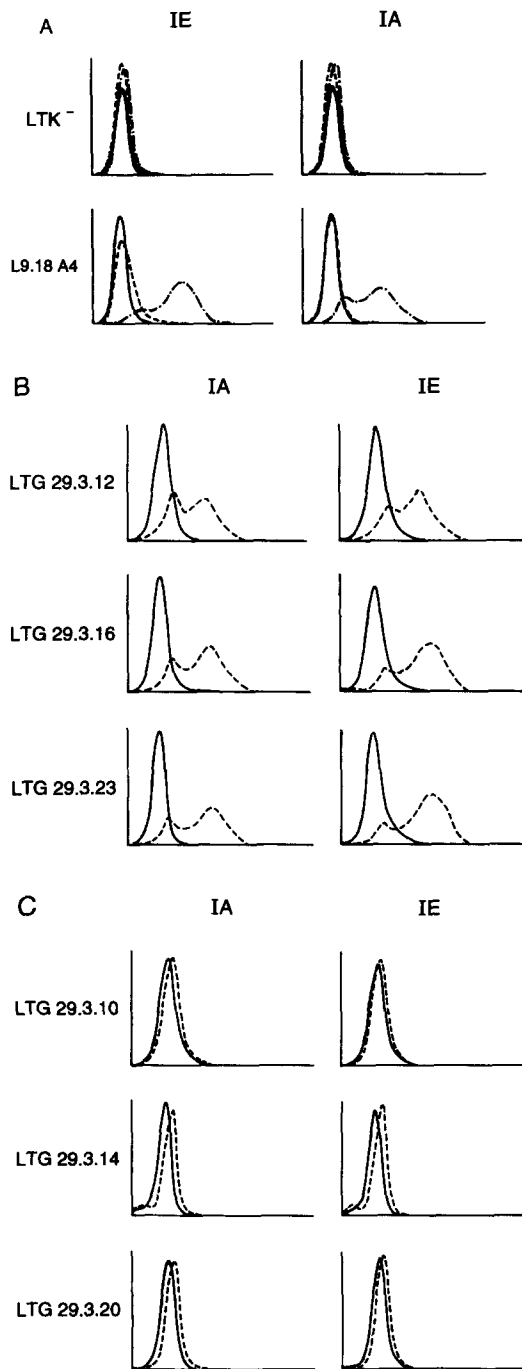 A
IE
IA
LTK⁻
L9.18 A4
B
IA
IE
LTG 29.3.12
LTG 29.3.16
LTG 29.3.23
C
IA
IE
LTG 29.3.10
LTG 29.3.14
LTG 29.3.20